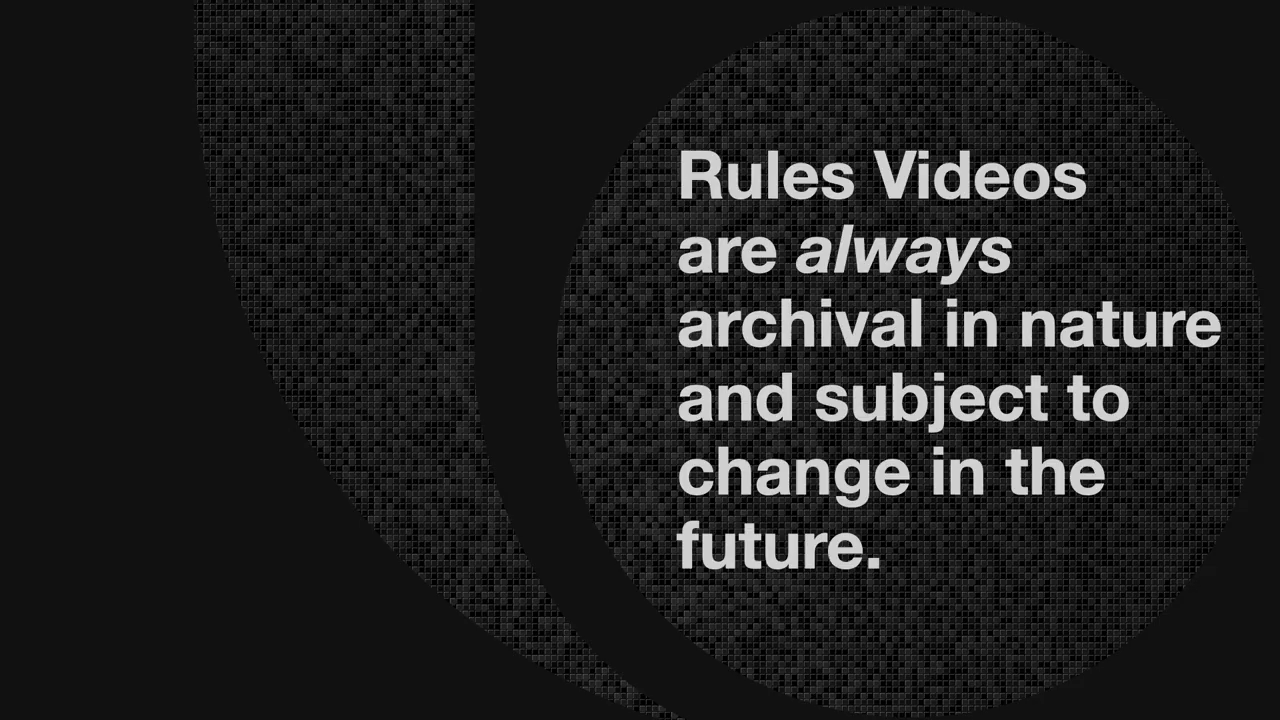 Rules Videos
are always
archival in nature
and subject to
change in the
future.